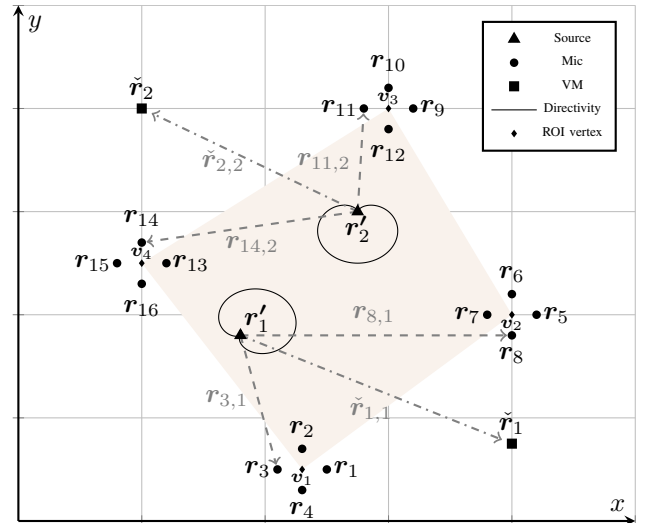 y
Source
Mic
VM
Directivity
ROI vertex
r₁₀
v₃
r₁₁
r₉
r₁₂
ř₂
ř₂,₂
r₁₁,₂
r₁₄
v₄
r₁₅
r₁₃
r₁₆
r₁₄,₂
r′₂
r₆
r₇
r₅
v₂
r₈
r′₁
r₈,₁
r₃,₁
ř₁,₁
ř₁
r₂
r₃
r₁
v₁
r₄
x